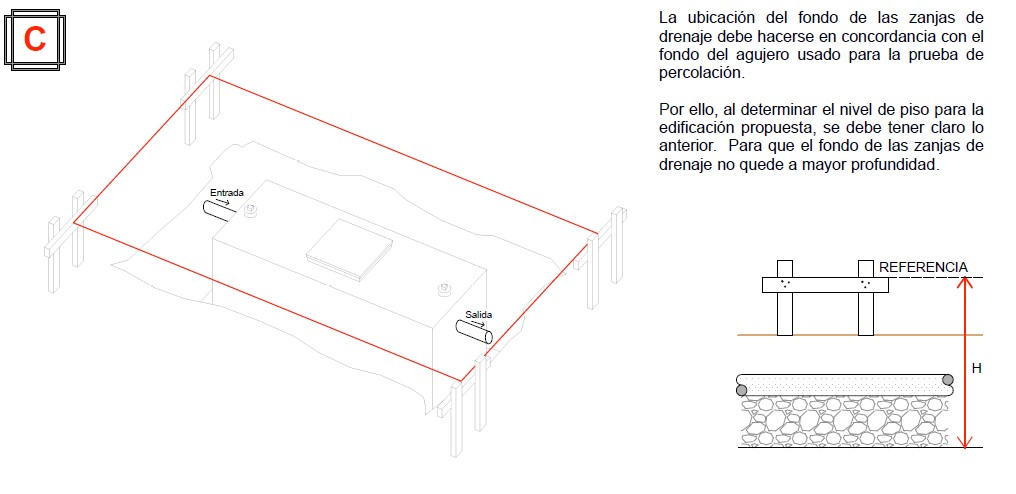 C
La ubicación del fondo de las zanjas de
drenaje debe hacerse en concordancia con el
fondo del agujero usado para la prueba de
percolación.
Por ello, al determinar el nivel de piso para la
edificación propuesta, se debe tener claro lo
anterior. Para que el fondo de las zanjas de
drenaje no quede a mayor profundidad.
Entrada
Salida
REFERENCIA
H